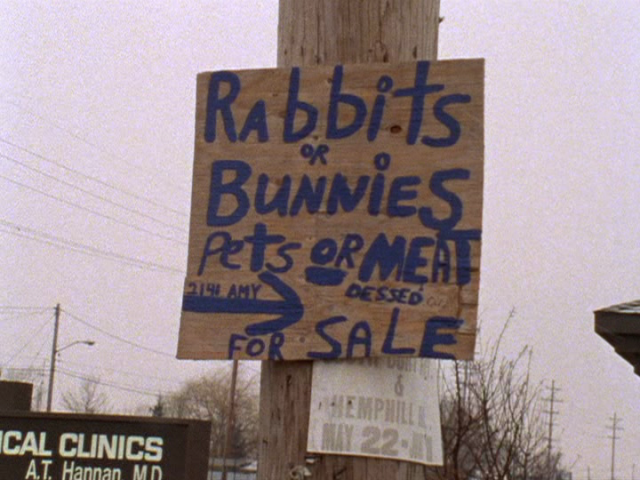 RAbbits
OR
BUNNiES
Pets OR MEAT
2141 AMY
DESSED
FOR SALE
&
HEMPHILL
MAY 22-
ICAL CLINICS
A.T. Hannan, M.D